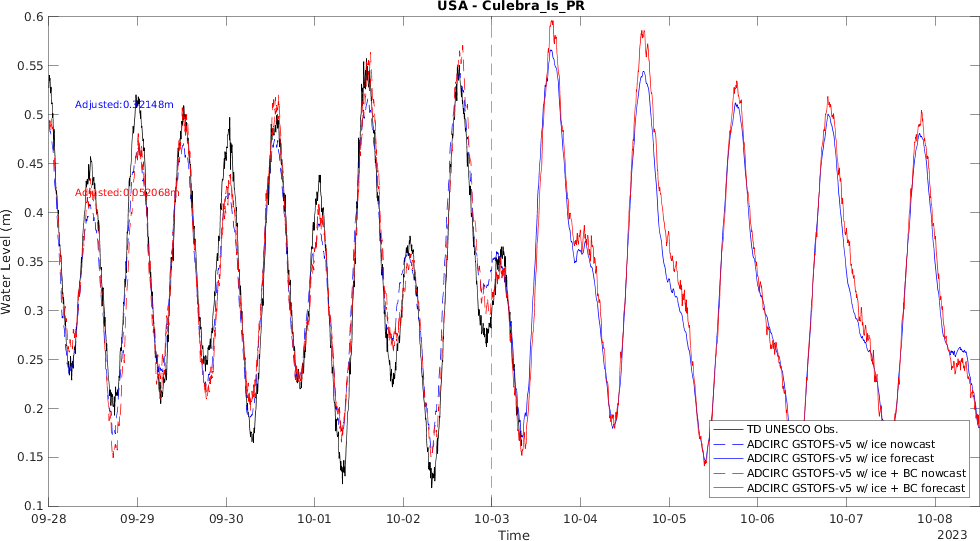 USA - Culebra_Is_PR
0.6
0.55
0.5
0.45
0.4
0.35
0.3
0.25
0.2
0.15
0.1
Water Level (m)
Adjusted:0.32148m
Adjusted:0.052068m
TD UNESCO Obs.
ADCIRC GSTOFS-v5 w/ ice nowcast
ADCIRC GSTOFS-v5 w/ ice forecast
ADCIRC GSTOFS-v5 w/ ice + BC nowcast
ADCIRC GSTOFS-v5 w/ ice + BC forecast
09-28 09-29 09-30 10-01 10-02 10-03 10-04 10-05 10-06 10-07 10-08
Time
2023